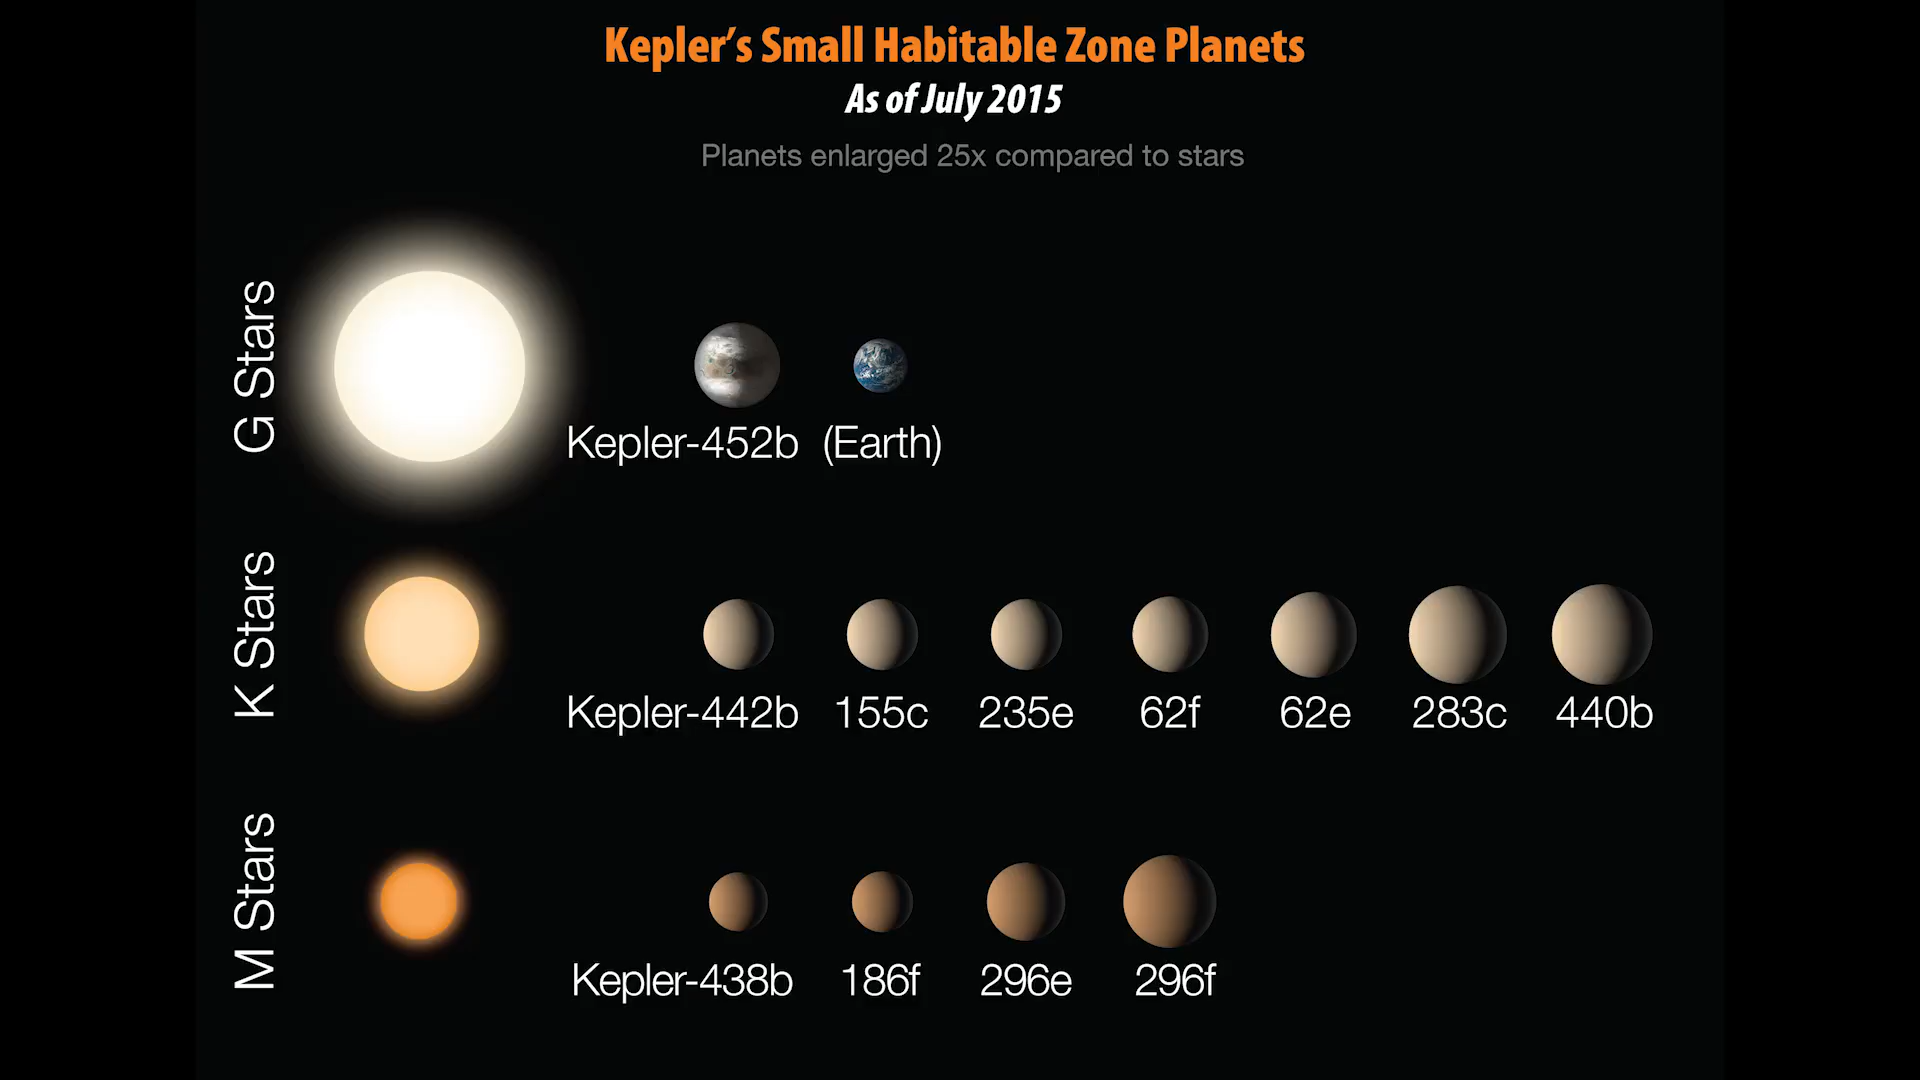 Kepler's Small Habitable Zone Planets
As of July 2015
Planets enlarged 25x compared to stars
G Stars
Kepler-452b (Earth)
K Stars
Kepler-442b 155c 235e 62f 62e 283c 440b
M Stars
Kepler-438b 186f 296e 296f